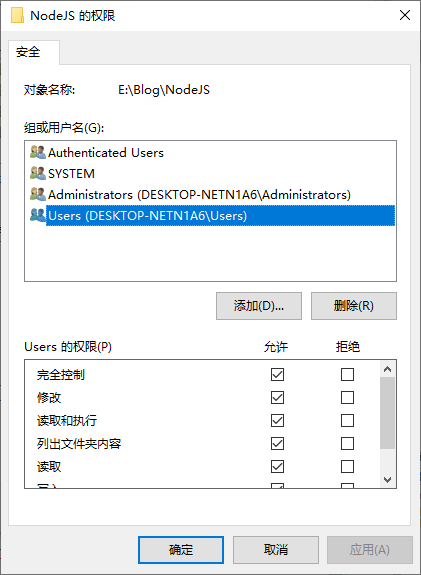 NodeJS 的权限
安全
对象名称: E:\Blog\NodeJS
组或用户名(G):
Authenticated Users
SYSTEM
Administrators (DESKTOP-NETN1A6\Administrators)
Users (DESKTOP-NETN1A6\Users)
添加(D)... 删除(R)
Users 的权限(P) 允许 拒绝
完全控制
修改
读取和执行
列出文件夹内容
读取
确定 取消 应用(A)